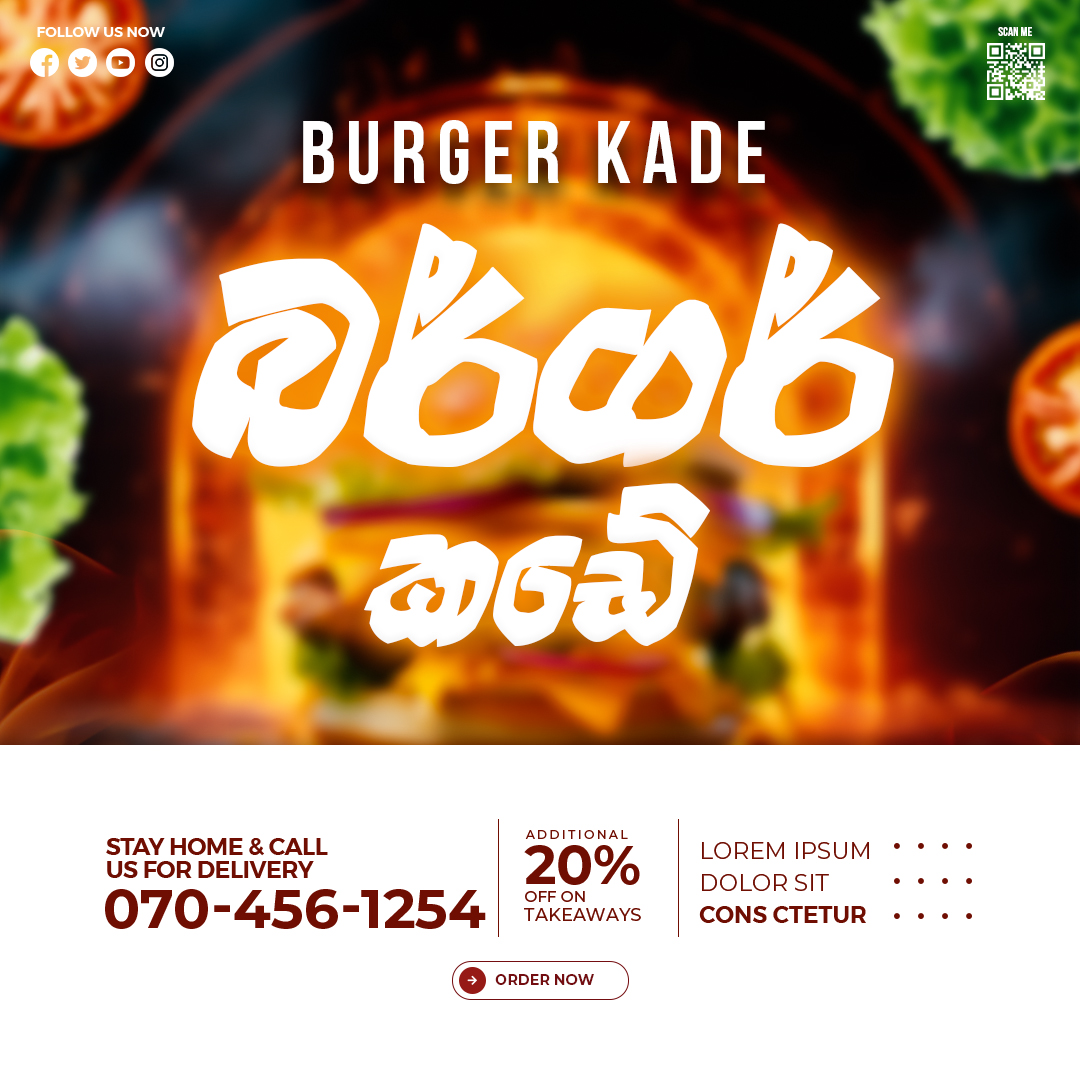 FOLLOW US NOW
SCAN ME
BURGER KADE
බර්ගර්
කඩේ
STAY HOME & CALL
US FOR DELIVERY
070-456-1254
ADDITIONAL
20%
OFF ON
TAKEAWAYS
LOREM IPSUM
DOLOR SIT
CONS CTETUR
ORDER NOW